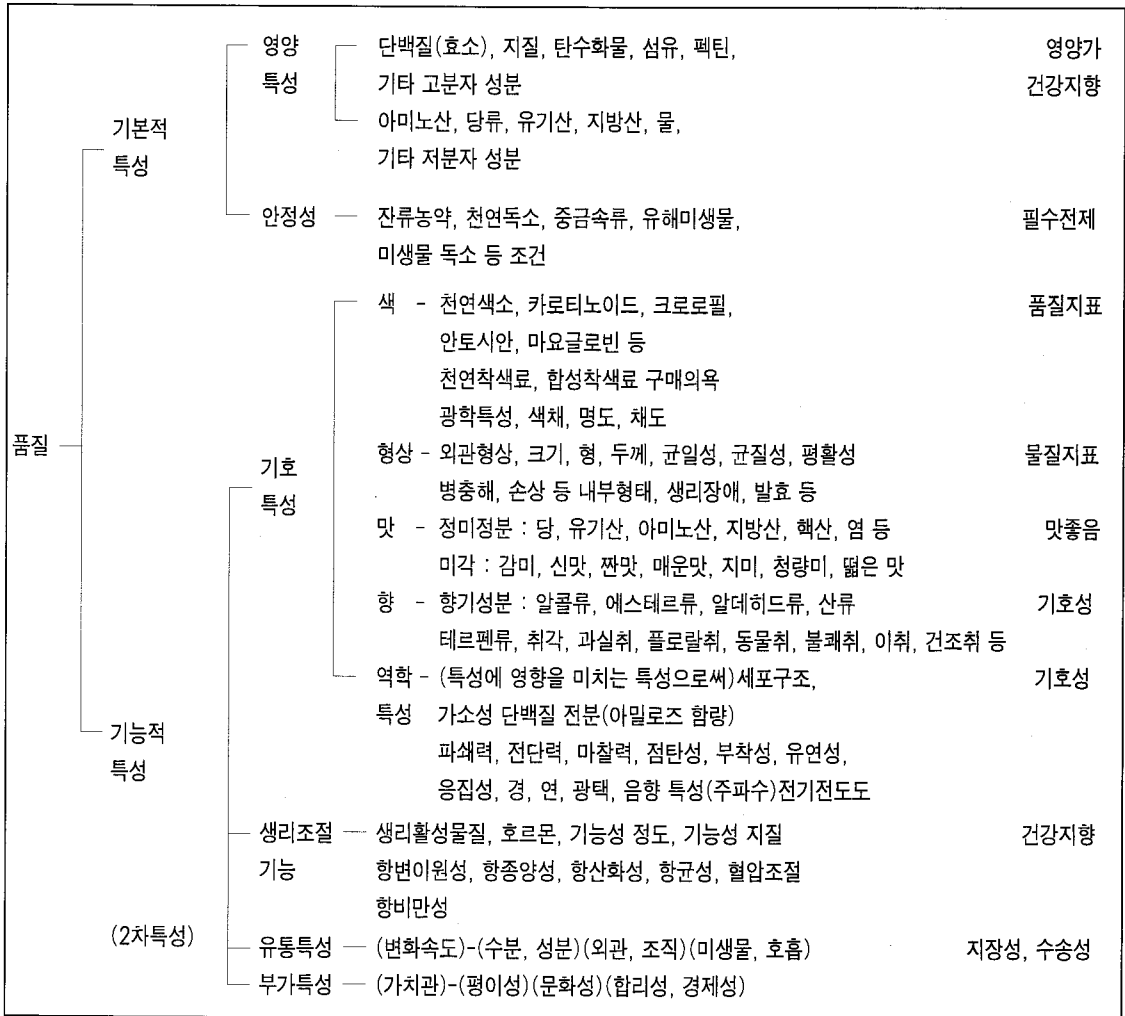 영양 단백질(효소), 지질, 탄수화물, 섬유, 펙틴, 영양가
특성 기타 고분자 성분 건강지향
아미노산, 당류, 유기산, 지방산, 물,
기본적
특성
기타 저분자 성분
안정성 잔류농약, 천연독소, 중금속류, 유해미생물, 필수전제
미생물 독소 등 조건
색 - 천연색소, 카로티노이드, 크로로필, 품질지표
안토시안, 마요글로빈 등
천연착색료, 합성착색료 구매의욕
광학특성, 색채, 명도, 채도
품질
형상 - 외관형상, 크기, 형, 두께, 균일성, 균질성, 평활성 물질지표
기호
특성
병충해, 손상 등 내부형태, 생리장애, 발효 등
맛 - 정미정분 : 당, 유기산, 아미노산, 지방산, 핵산, 염 등 맛좋음
미각 : 감미, 신맛, 짠맛, 매운맛, 지미, 청량미, 떫은 맛
향 - 향기성분 : 알콜류, 에스테르류, 알데히드류, 산류 기호성
테르펜류, 취각, 과실취, 플로랄취, 동물취, 불쾌취, 이취, 건조취 등
역학 - (특성에 영향을 미치는 특성으로써)세포구조, 기호성
특성 가소성 단백질 전분(아밀로즈 함량)
기능적
특성
파쇄력, 전단력, 마찰력, 점탄성, 부착성, 유연성,
응집성, 경, 연, 광택, 음향 특성(주파수)전기전도도
생리조절 생리활성물질, 호르몬, 기능성 정도, 기능성 지질 건강지향
기능 항변이원성, 항종양성, 항산화성, 항균성, 혈압조절
항비만성
(2차특성)
유통특성 (변화속도)-(수분, 성분)(외관, 조직)(미생물, 호흡) 지장성, 수송성
부가특성 (가치관)-(평이성)(문화성)(합리성, 경제성)